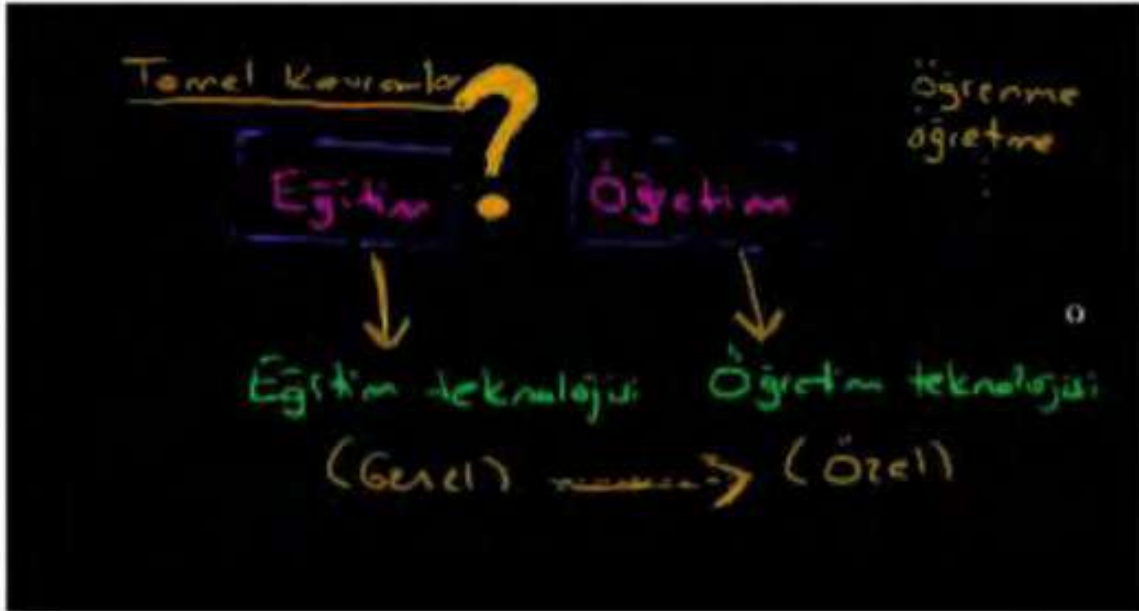 Temel Kavramlar ?
Öğrenme
öğretme
Eğitim
Öğretim
Eğitim teknolojisi
Öğretim teknolojisi
(Genel)
(Özel)